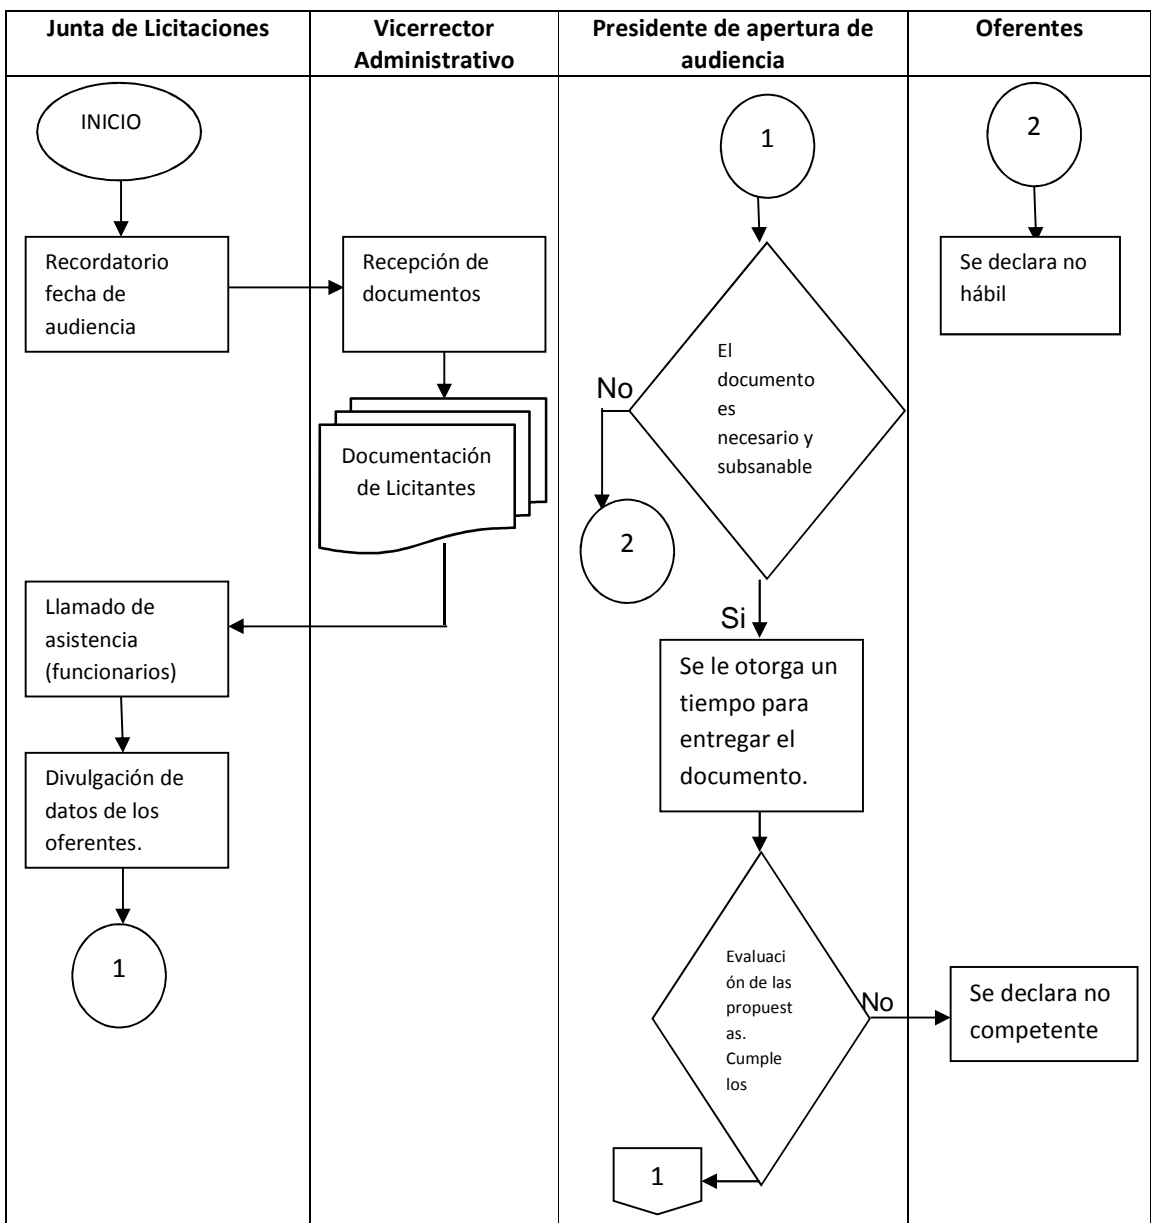 Junta de Licitaciones
Vicerrector
Administrativo
Presidente de apertura de
audiencia
Oferentes
INICIO
Recordatorio
fecha de
audiencia
Recepción de
documentos
Documentación
de Licitantes
Llamado de
asistencia
(funcionarios)
Divulgación de
datos de los
oferentes.
1
1
El
documento
es
necesario y
subsanable
No
2
Si
Se le otorga un
tiempo para
entregar el
documento.
Evaluaci
ón de las
propuest
as.
Cumple
los
No
1
2
Se declara no
hábil
Se declara no
competente